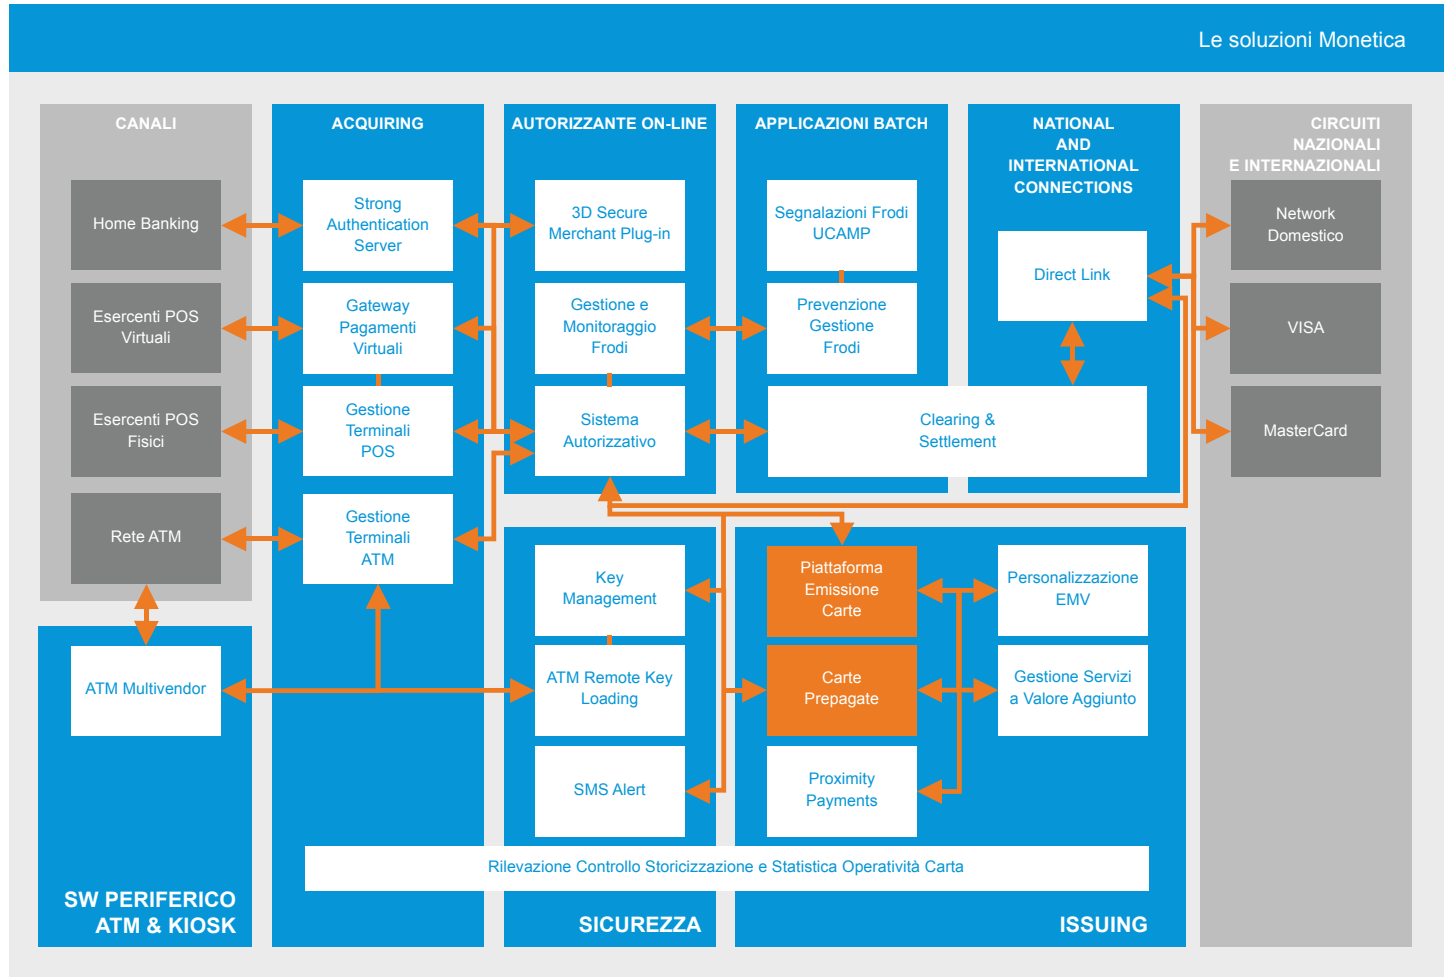 Le soluzioni Monetica
CANALI
Home Banking
Esercenti POS
Virtuali
Esercenti POS
Fisici
Rete ATM
ATM Multivendor
SW PERIFERICO
ATM & KIOSK
ACQUIRING
Strong
Authentication
Server
Gateway
Pagamenti
Virtuali
Gestione
Terminali
POS
Gestione
Terminali
ATM
AUTORIZZANTE ON-LINE
3D Secure
Merchant Plug-in
Gestione e
Monitoraggio
Frodi
Sistema
Autorizzativo
APPLICAZIONI BATCH
Segnalazioni Frodi
UCAMP
Prevenzione
Gestione
Frodi
NATIONAL
AND
INTERNATIONAL
CONNECTIONS
Direct Link
Clearing &
Settlement
CIRCUITI
NAZIONALI
E INTERNAZIONALI
Network
Domestico
VISA
MasterCard
Key
Management
ATM Remote Key
Loading
SMS Alert
SICUREZZA
Piattaforma
Emissione
Carte
Carte
Prepagate
Proximity
Payments
Personalizzazione
EMV
Gestione Servizi
a Valore Aggiunto
Rilevazione Controllo Storicizzazione e Statistica Operatività Carta
ISSUING